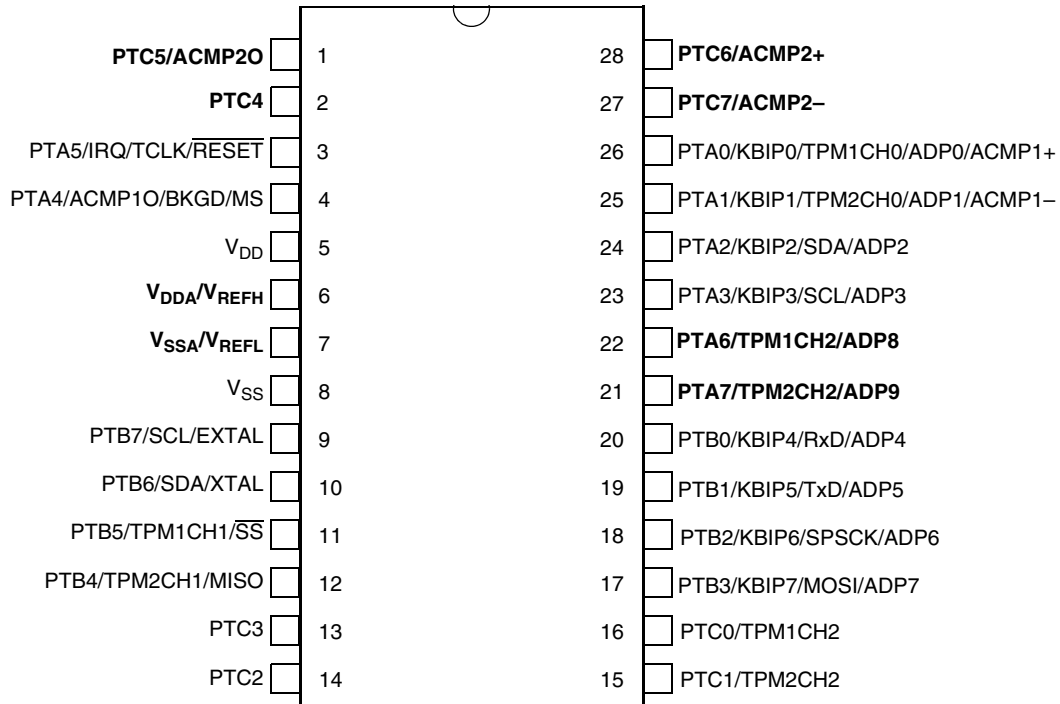 PTC5/ACMP2O 1 28 PTC6/ACMP2+
PTC4 2 27 PTC7/ACMP2–
PTA5/IRQ/TCLK/RESET 3 26 PTA0/KBIP0/TPM1CH0/ADP0/ACMP1+
PTA4/ACMP1O/BKGD/MS 4 25 PTA1/KBIP1/TPM2CH0/ADP1/ACMP1–
VDD 5 24 PTA2/KBIP2/SDA/ADP2
VDDA/VREFH 6 23 PTA3/KBIP3/SCL/ADP3
VSSA/VREFL 7 22 PTA6/TPM1CH2/ADP8
VSS 8 21 PTA7/TPM2CH2/ADP9
PTB7/SCL/EXTAL 9 20 PTB0/KBIP4/RxD/ADP4
PTB6/SDA/XTAL 10 19 PTB1/KBIP5/TxD/ADP5
PTB5/TPM1CH1/SS 11 18 PTB2/KBIP6/SPSCK/ADP6
PTB4/TPM2CH1/MISO 12 17 PTB3/KBIP7/MOSI/ADP7
PTC3 13 16 PTC0/TPM1CH2
PTC2 14 15 PTC1/TPM2CH2